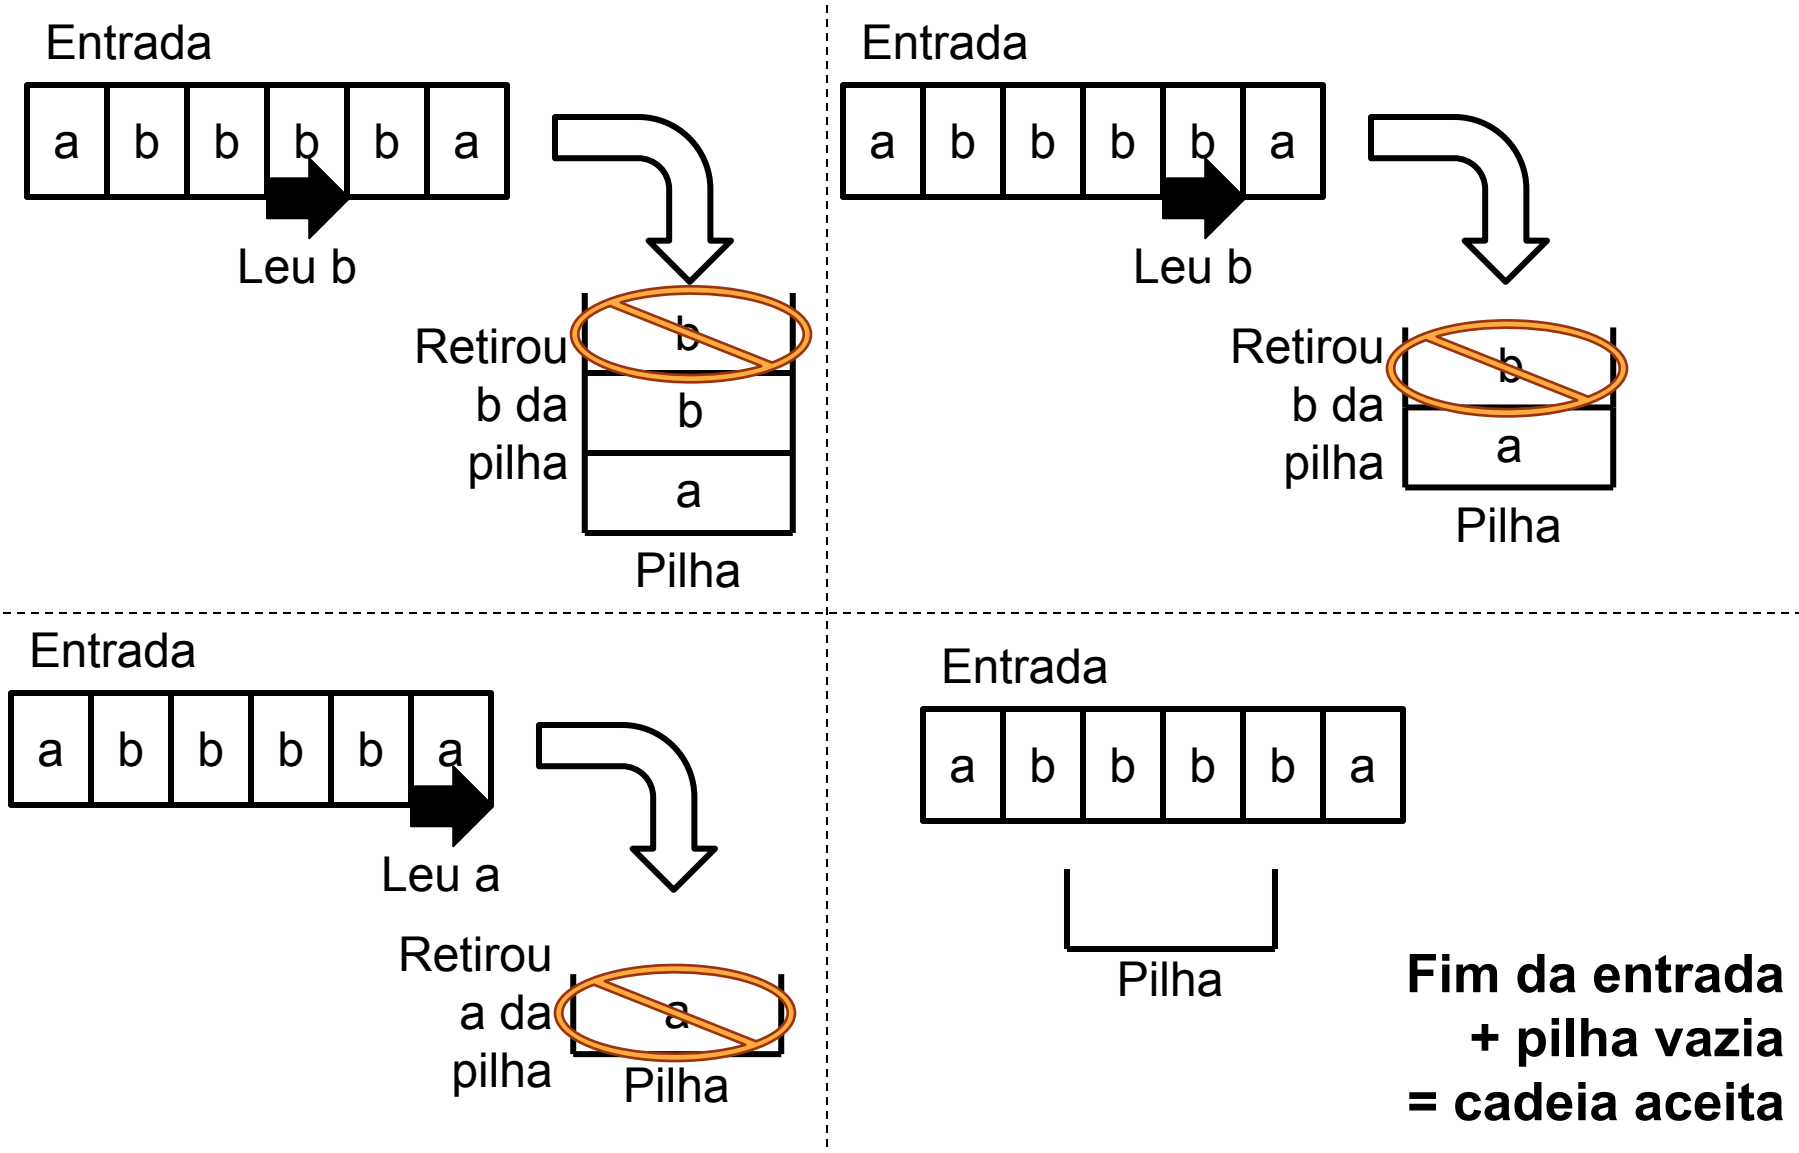 Entrada
a b b b b a
Leu b
Retirou
b da
pilha
b
b
a
Pilha
Entrada
a b b b b a
Leu b
Retirou
b da
pilha
b
a
Pilha
Entrada
a b b b b a
Leu a
Retirou
a da
pilha
a
Pilha
Entrada
a b b b b a
Pilha
Fim da entrada
+ pilha vazia
= cadeia aceita